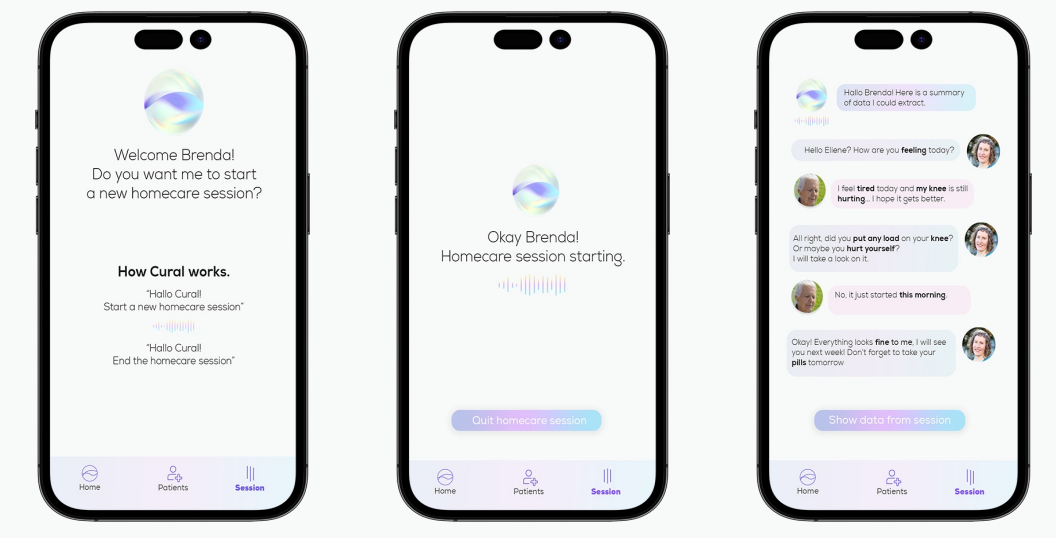 Welcome Brenda!
Do you want me to start
a new homecare session?
How Cural works.
“Hallo Cural!
Start a new homecare session”
“Hallo Cural!
End the homecare session”
Home
Patients
Session
Okay Brenda!
Homecare session starting.
Quit homecare session
Home
Patients
Session
Hallo Brenda! Here is a summary
of data I could extract.
Hello Eliene? How are you feeling today?
I feel tired today and my knee is still
hurting... I hope it gets better.
All right, did you put any load on your knee?
Or maybe you hurt yourself?
I will take a look on it.
No, it just started this morning.
Okay! Everything looks fine to me, I will see
you next week! Don't forget to take your
pills tomorrow
Show data from session
Home
Patients
Session